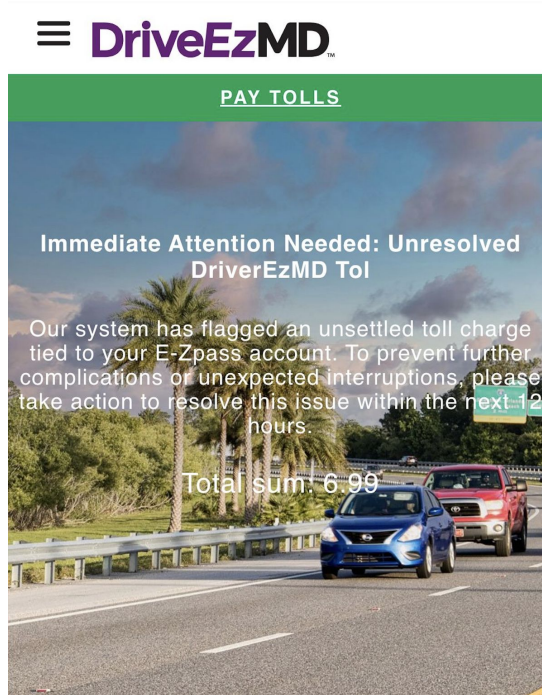 DriveEzMD™
PAY TOLLS
Immediate Attention Needed: Unresolved
DriverEzMD Tol
Our system has flagged an unsettled toll charge
tied to your E-Zpass account. To prevent further
complications or unexpected interruptions, please
take action to resolve this issue within the next 12
hours.
Total sum: 6.99